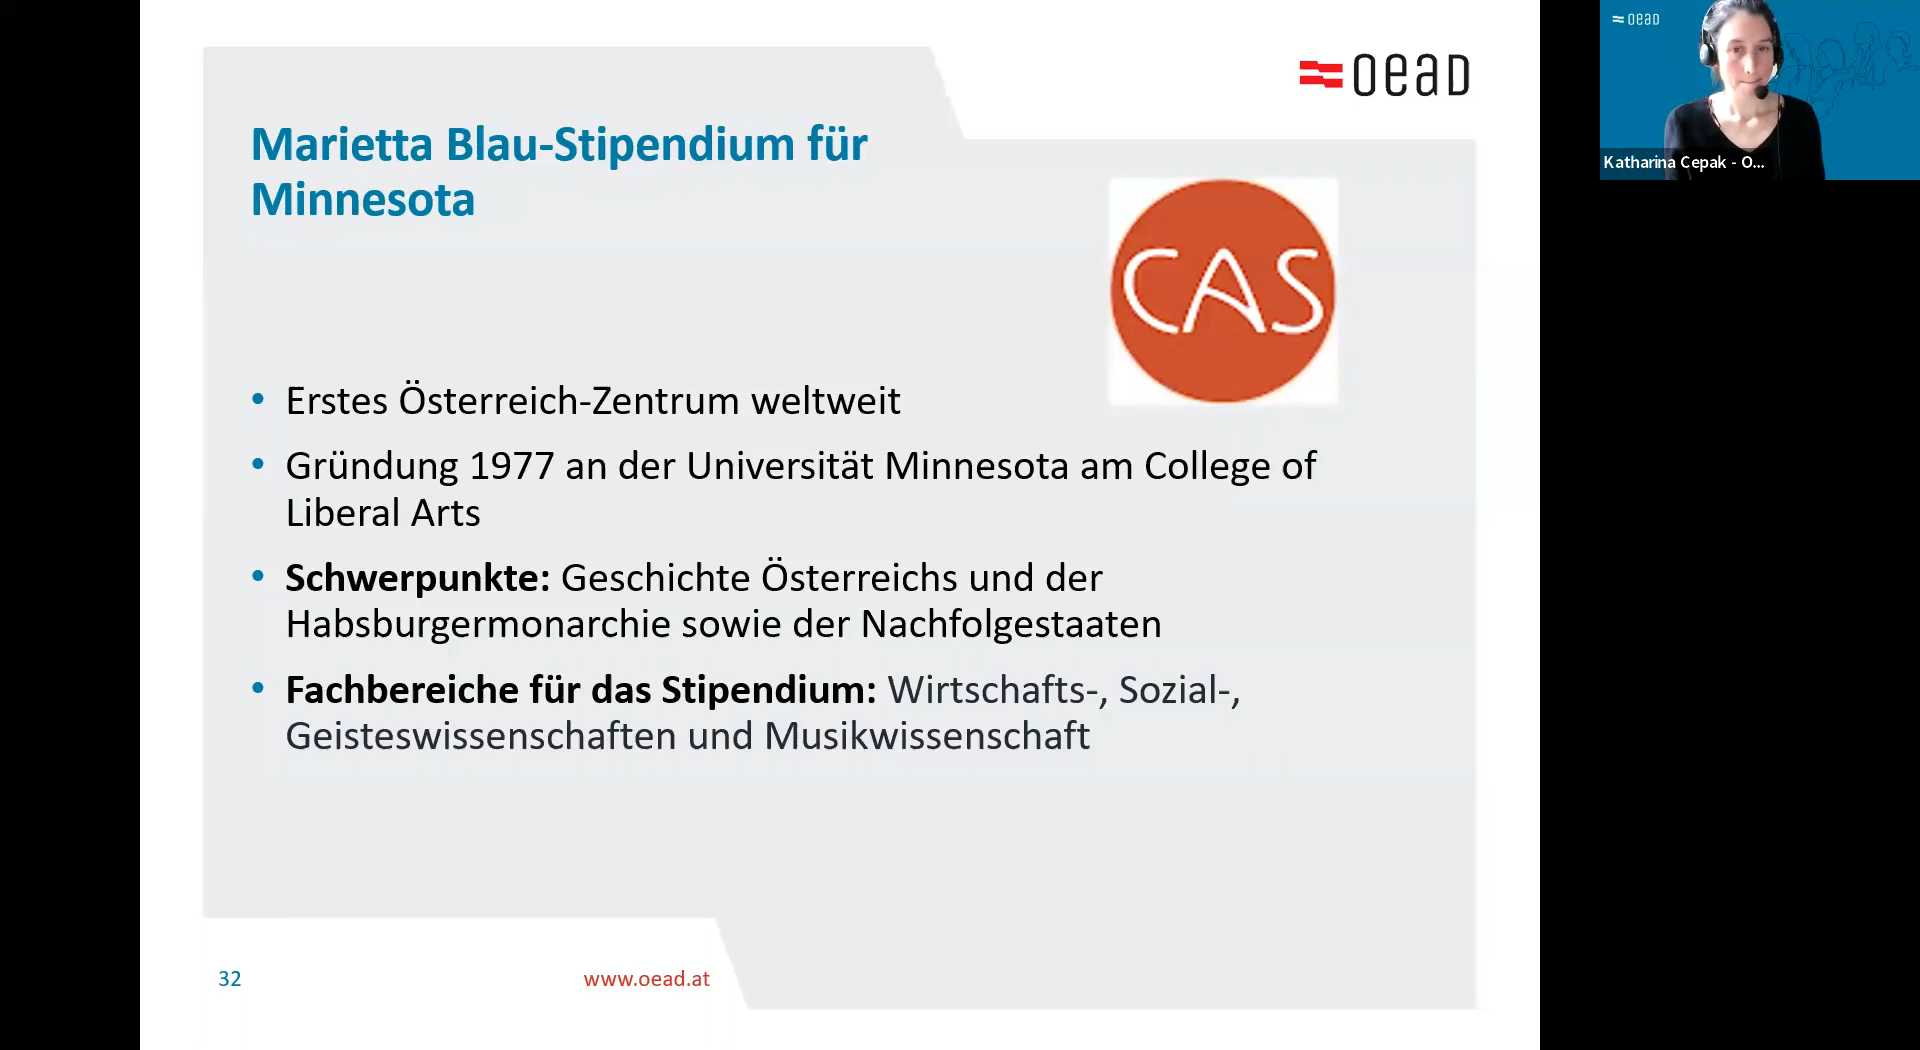 oead
Marietta Blau-Stipendium für
Minnesota
CAS
• Erstes Österreich-Zentrum weltweit
• Gründung 1977 an der Universität Minnesota am College of
Liberal Arts
• Schwerpunkte: Geschichte Österreichs und der
Habsburgermonarchie sowie der Nachfolgestaaten
• Fachbereiche für das Stipendium: Wirtschafts-, Sozial-,
Geisteswissenschaften und Musikwissenschaft
32
www.oead.at
oead
Katharina Cepak - O...